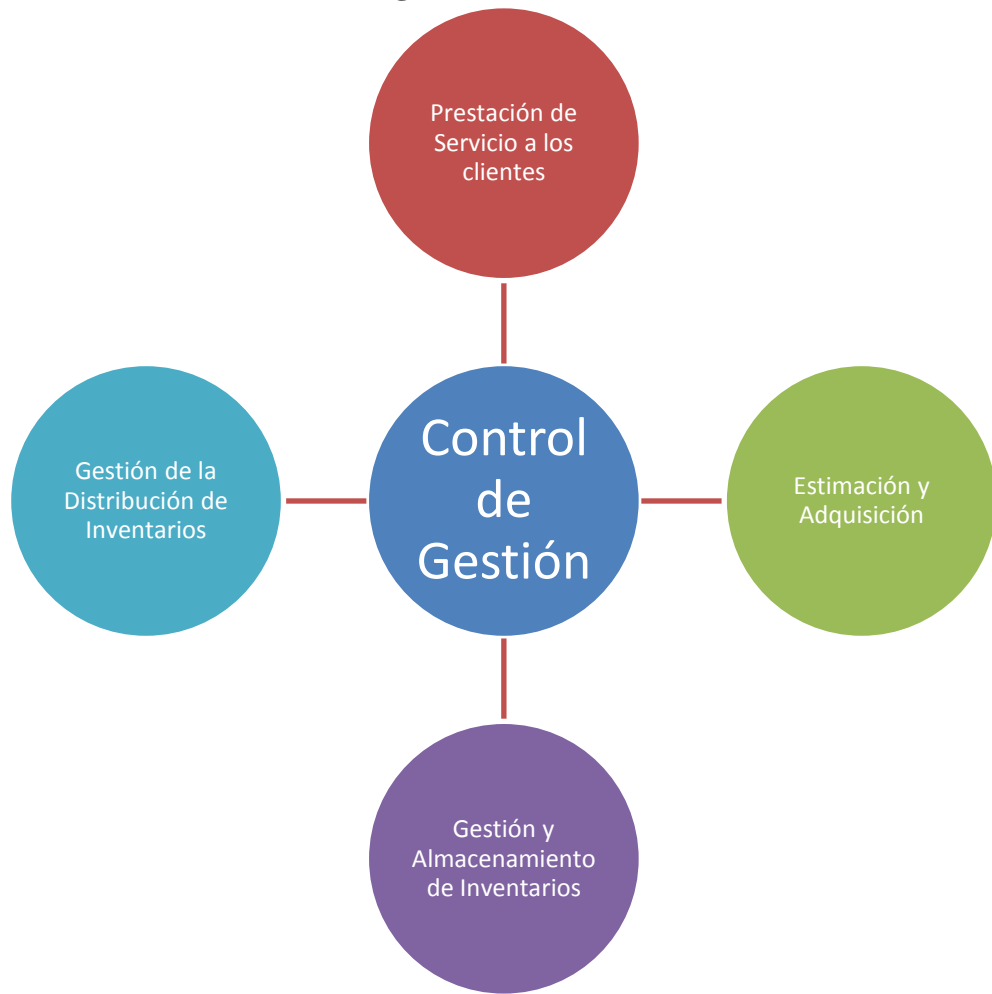 Prestación de
Servicio a los
clientes
Gestión de la
Distribución de
Inventarios
Control
de
Gestión
Estimación y
Adquisición
Gestión y
Almacenamiento
de Inventarios